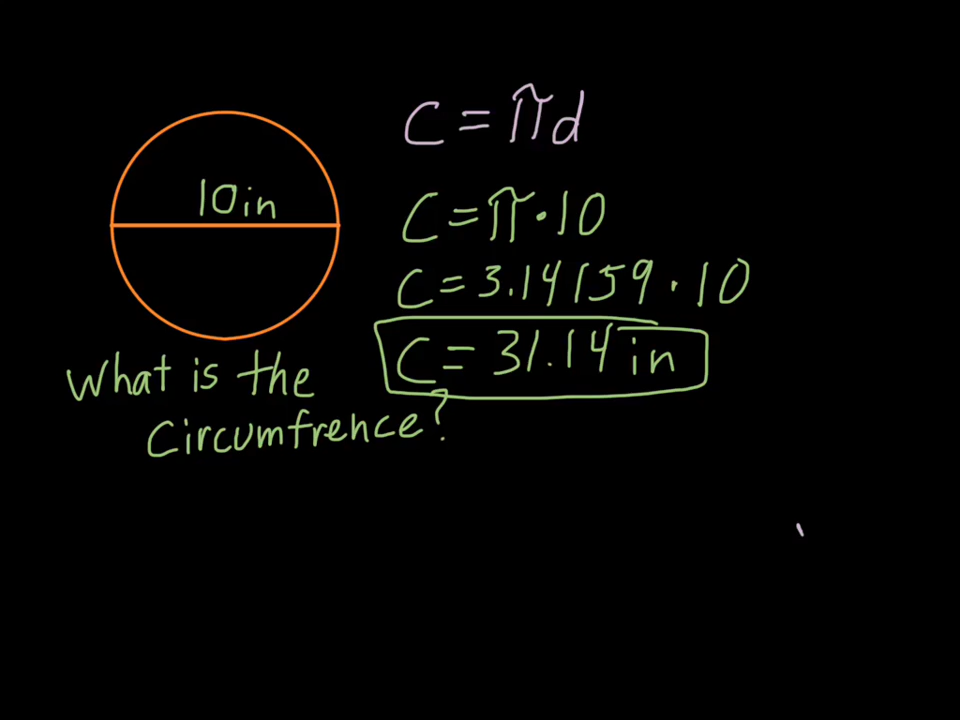 10in
What is the
Circumfrence?
C = πd
C = π · 10
C = 3.14159 · 10
C = 31.14 in